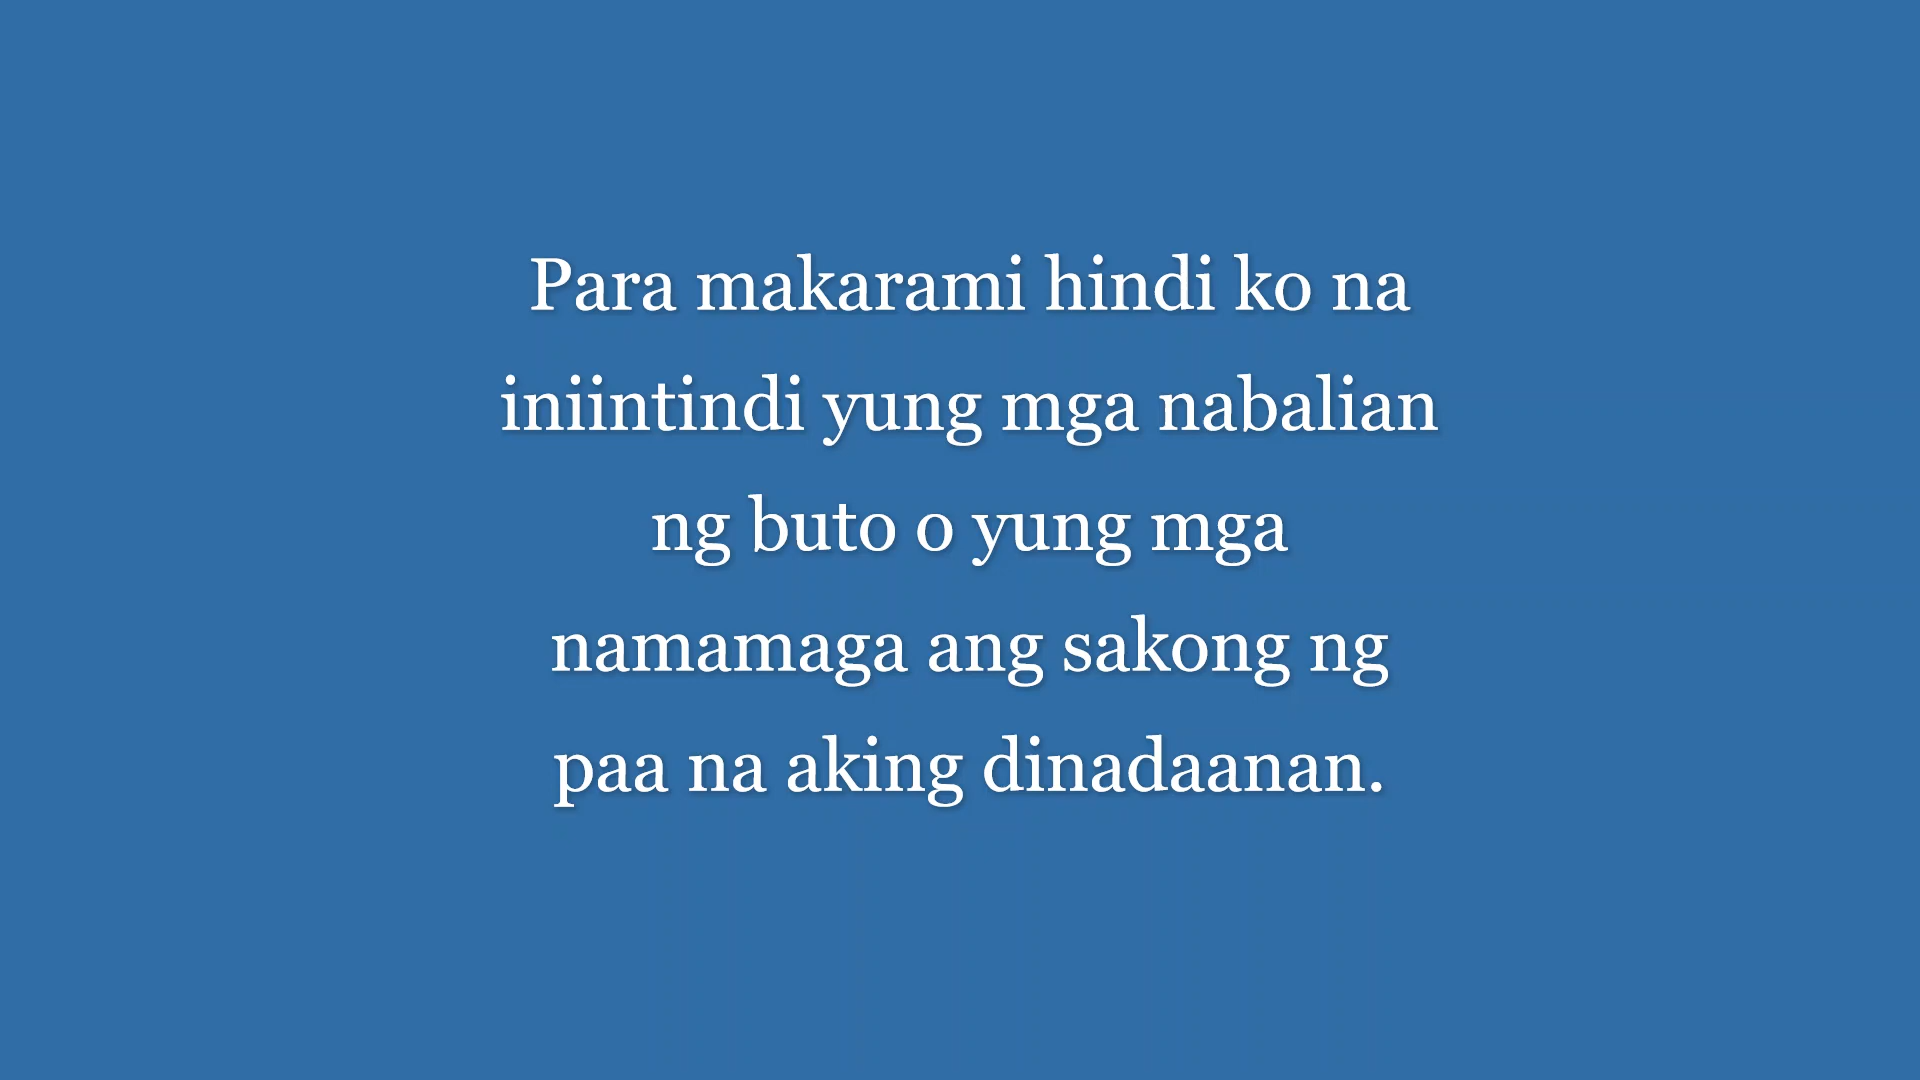 Para makarami hindi ko na
iniintindi yung mga nabalian
ng buto o yung mga
namamaga ang sakong ng
paa na aking dinadaanan.